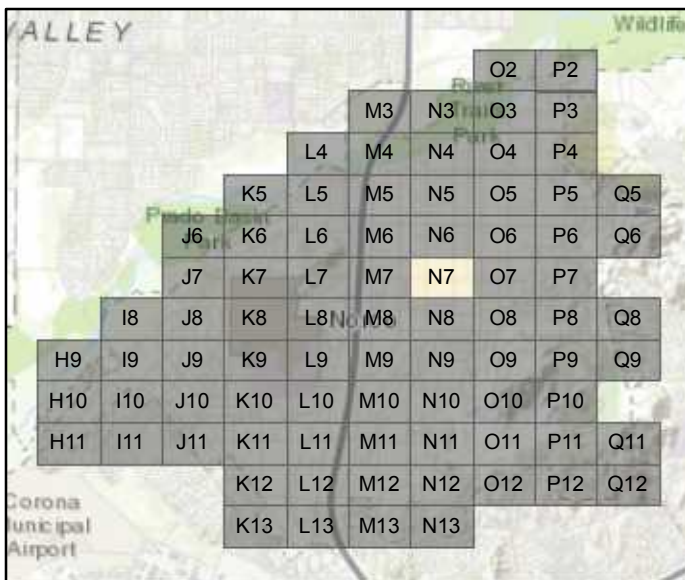 VALLEY
Wildlife
O2 P2
River
M3 N3 O3 P3
Trails
Park
L4 M4 N4 O4 P4
K5 L5 M5 N5 O5 P5 Q5
Prado Basin
Park
J6 K6 L6 M6 N6 O6 P6 Q6
J7 K7 L7 M7 N7 O7 P7
I8 J8 K8 L8 M8 N8 O8 P8 Q8
Norco
H9 I9 J9 K9 L9 M9 N9 O9 P9 Q9
H10 I10 J10 K10 L10 M10 N10 O10 P10
H11 I11 J11 K11 L11 M11 N11 O11 P11 Q11
K12 L12 M12 N12 O12 P12 Q12
K13 L13 M13 N13
Corona
Municipal
Airport